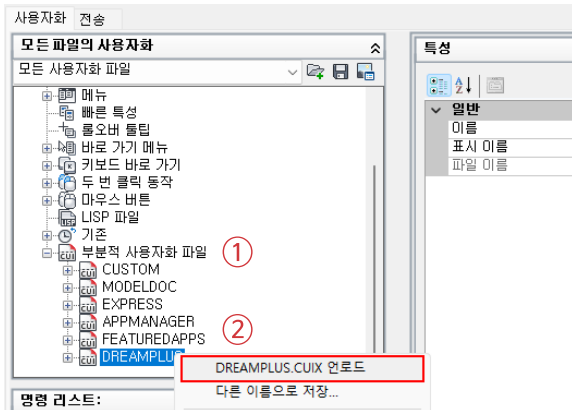 사용자화 전송
모든 파일의 사용자화
모든 사용자화 파일
메뉴
빠른 특성
롤오버 툴팁
바로 가기 메뉴
키보드 바로 가기
두 번 클릭 동작
마우스 버튼
LISP 파일
기존
부분적 사용자화 파일 ①
CUSTOM
MODELDOC
EXPRESS
APPMANAGER
FEATUREDAPPS ②
DREAMPLUS
DREAMPLUS.CUIX 언로드
다른 이름으로 저장...
명령 리스트:
특성
일반
이름
표시 이름
파일 이름